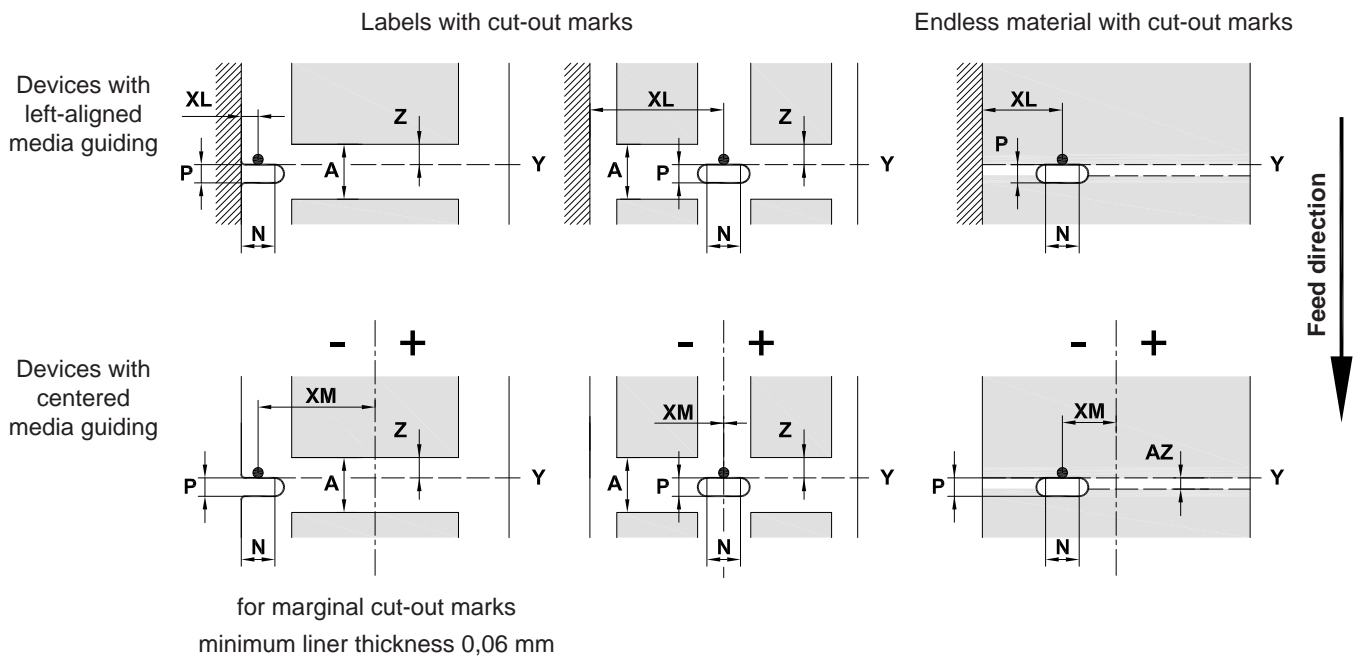 Labels with cut-out marks
Endless material with cut-out marks
Devices with
left-aligned
media guiding
XL
Z
P
A
Y
N
XL
Z
A
P
Y
N
XL
P
Y
N
Feed direction
- +
- +
- +
Devices with
centered
media guiding
XM
Z
P
A
Y
N
XM
Z
A
P
Y
N
XM
AZ
P
Y
N
for marginal cut-out marks
minimum liner thickness 0,06 mm